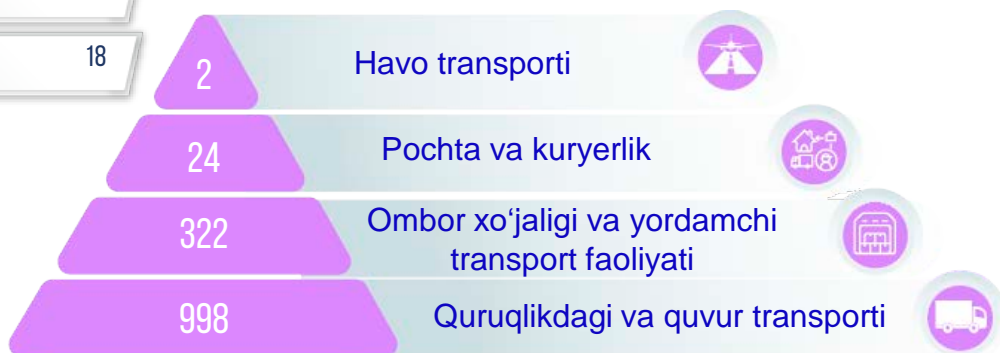 18
2
Havo transporti
24
Pochta va kuryerlik
322
Ombor xo‘jaligi va yordamchi
transport faoliyati
998
Quruqlikdagi va quvur transporti